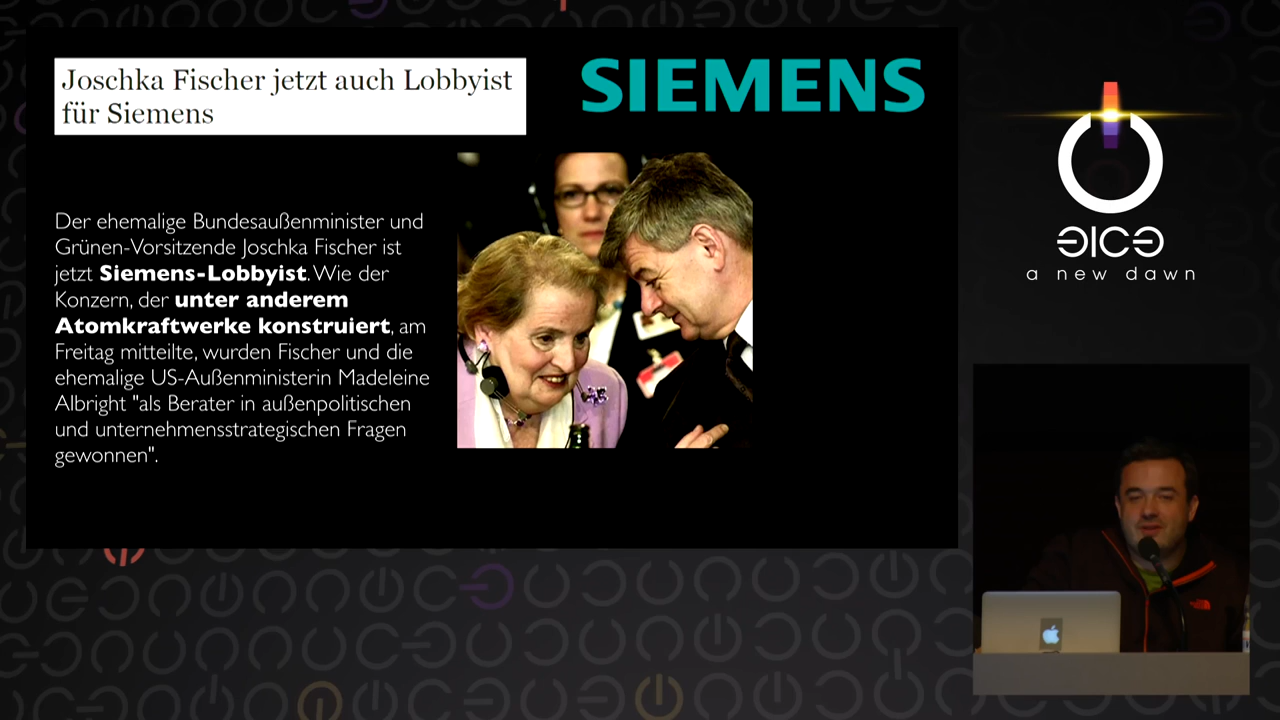 Joschka Fischer jetzt auch Lobbyist
für Siemens
SIEMENS
Der ehemalige Bundesaußenminister und
Grünen-Vorsitzende Joschka Fischer ist
jetzt Siemens-Lobbyist. Wie der
Konzern, der unter anderem
Atomkraftwerke konstruiert, am
Freitag mitteilte, wurden Fischer und die
ehemalige US-Außenministerin Madeleine
Albright "als Berater in außenpolitischen
und unternehmensstrategischen Fragen
gewonnen".
a new dawn